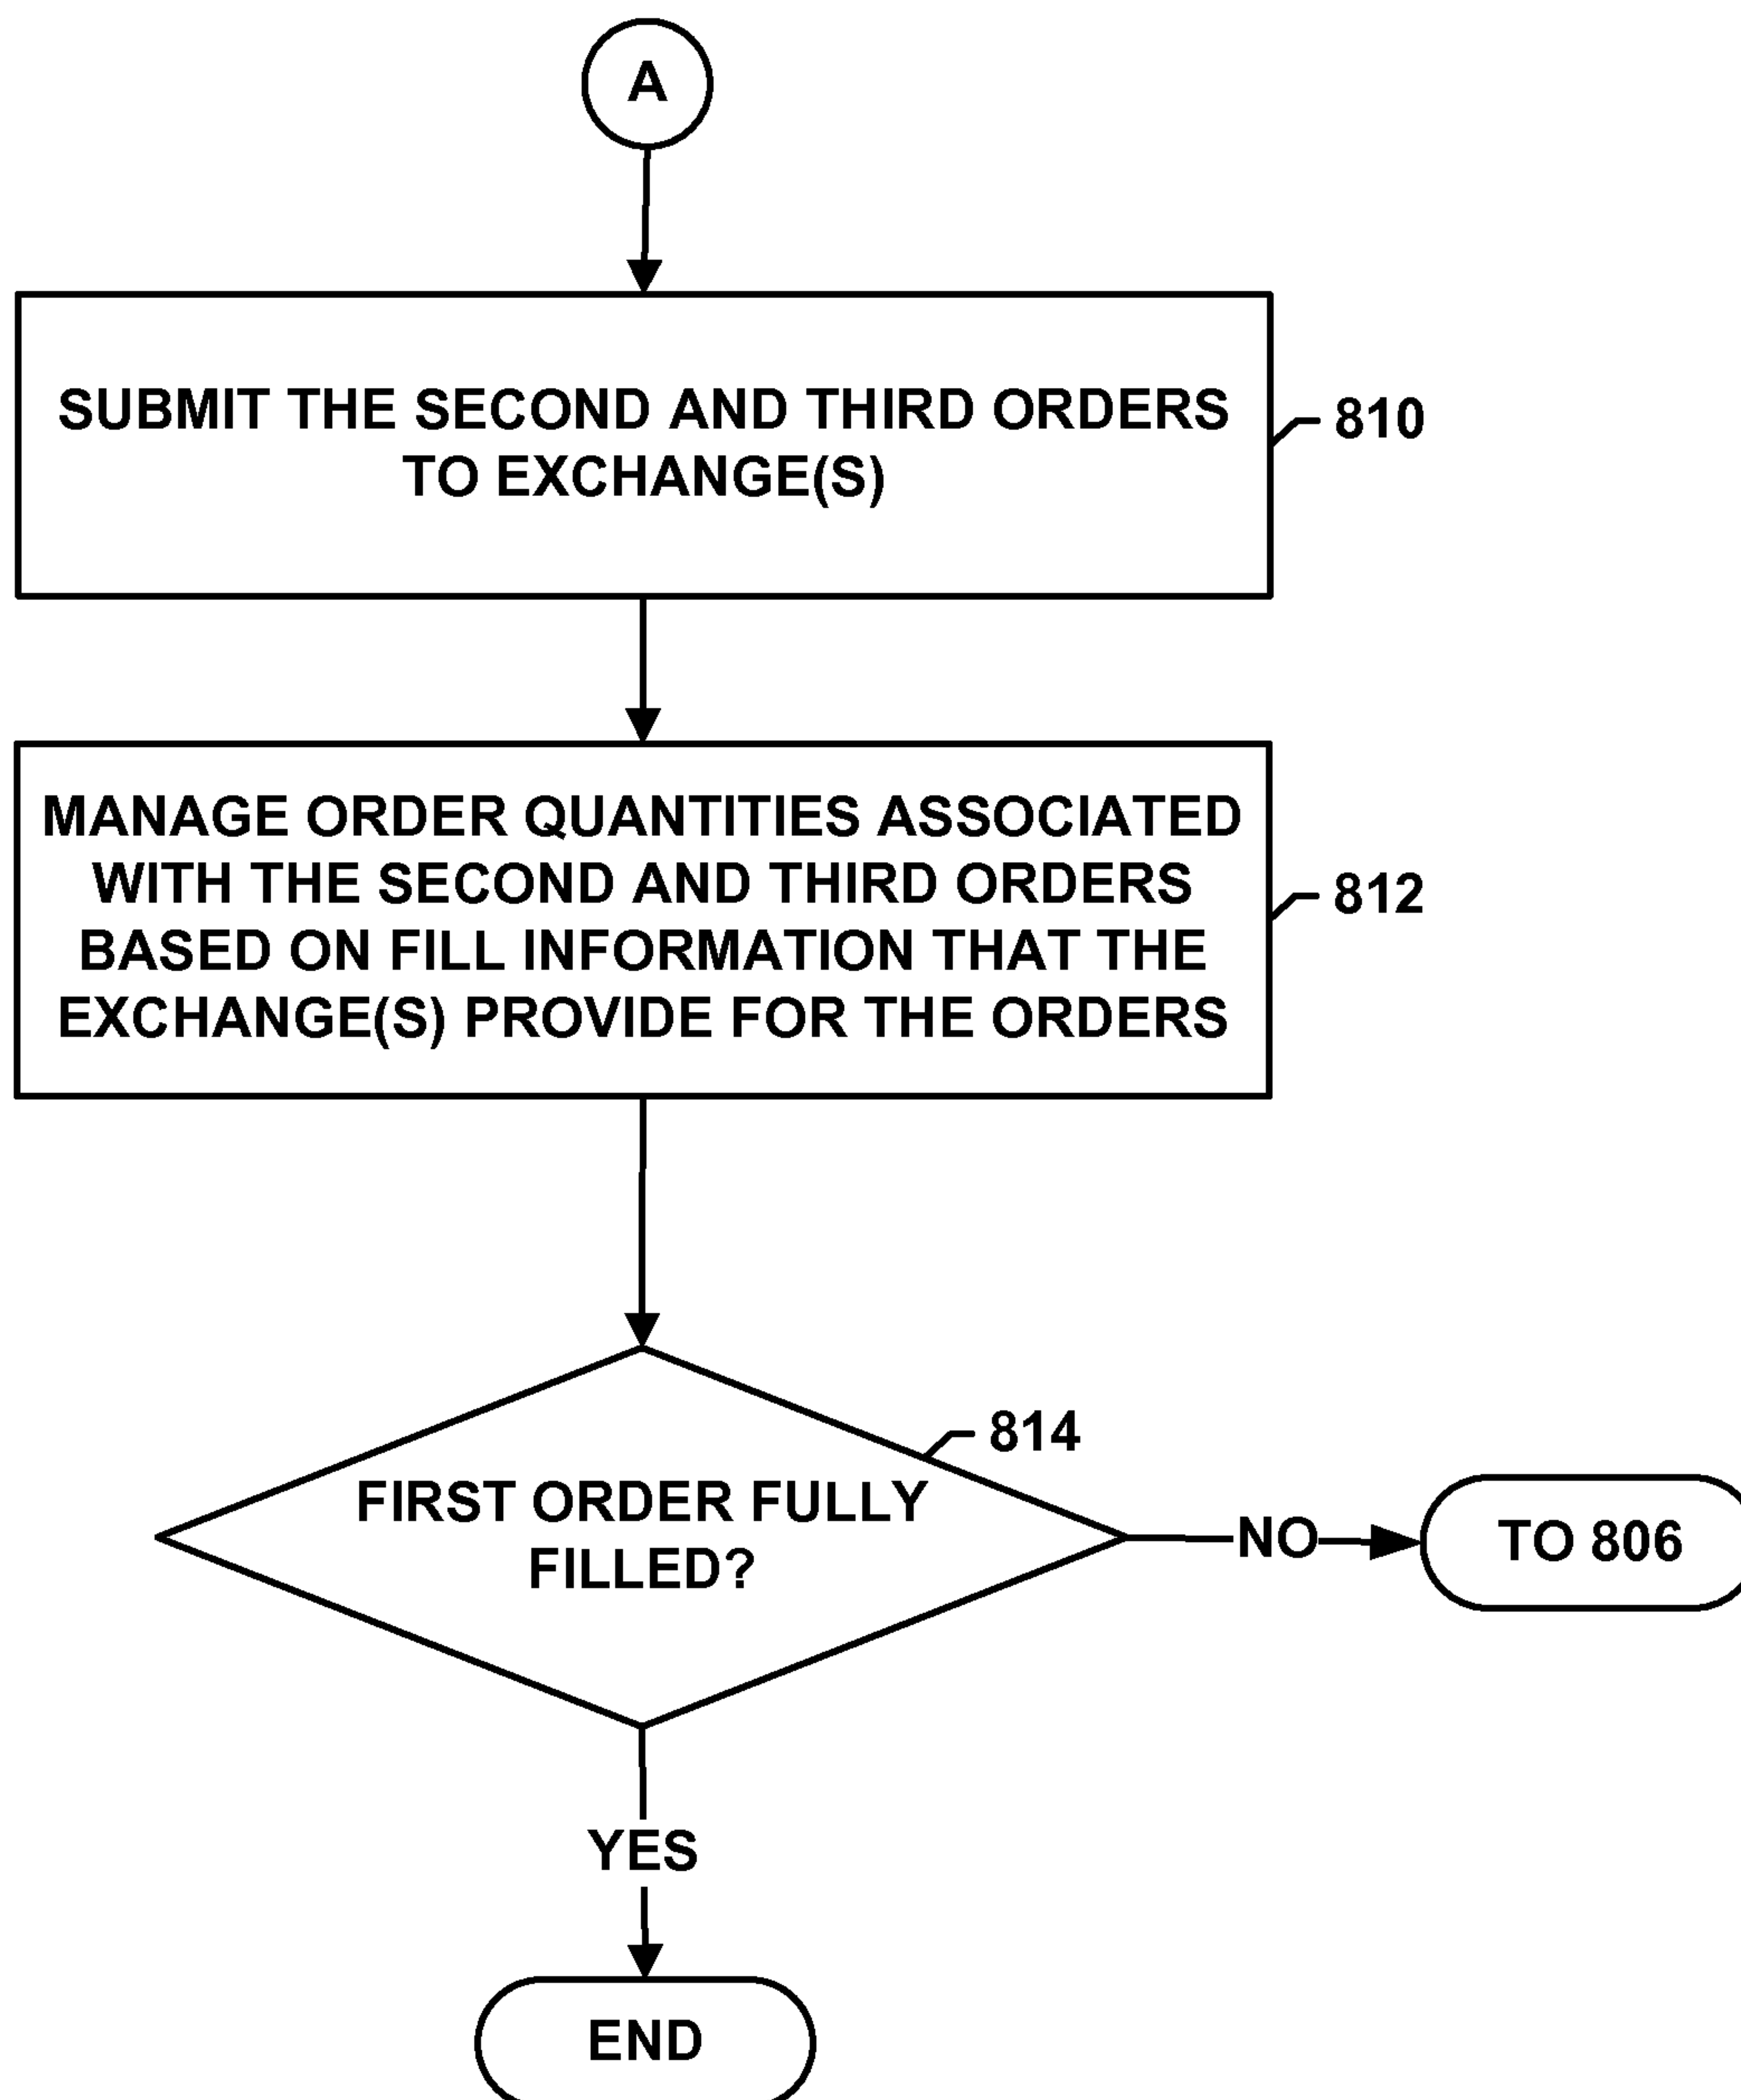 A
SUBMIT THE SECOND AND THIRD ORDERS
TO EXCHANGE(S)
810
MANAGE ORDER QUANTITIES ASSOCIATED
WITH THE SECOND AND THIRD ORDERS
BASED ON FILL INFORMATION THAT THE
EXCHANGE(S) PROVIDE FOR THE ORDERS
812
814
FIRST ORDER FULLY
FILLED?
NO
TO 806
YES
END